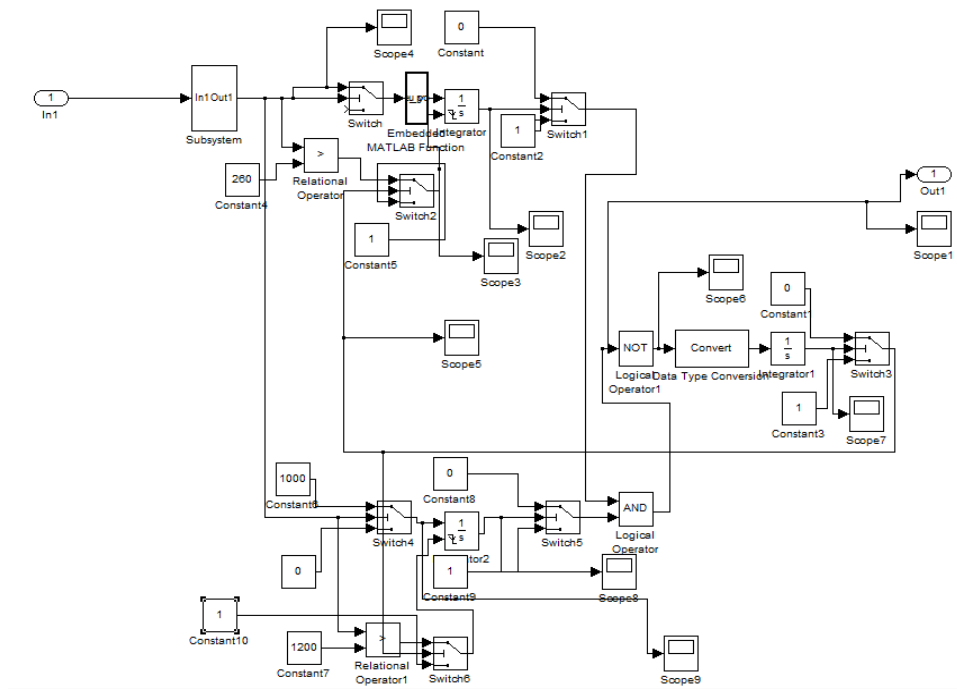 0
Scope4
Constant
1
In1
In1 Out1
Subsystem
Switch
Embedded
MATLAB Function
1
s
Integrator
1
Constant2
Switch1
260
Constant4
>
Relational
Operator
Switch2
1
Constant5
Scope2
Scope3
1
Out1
Scope1
Scope6
0
Constant1
Scope5
NOT
Logical
Operator1
Convert
Data Type Conversion
1
s
Integrator1
Switch3
1
Constant3
Scope7
1000
0
Constant8
Switch4
1
s
tor2
Switch5
AND
Logical
Operator
0
1
Constant9
Scope8
1
Constant10
1200
Constant7
>
Relational
Operator1
Switch6
Scope9